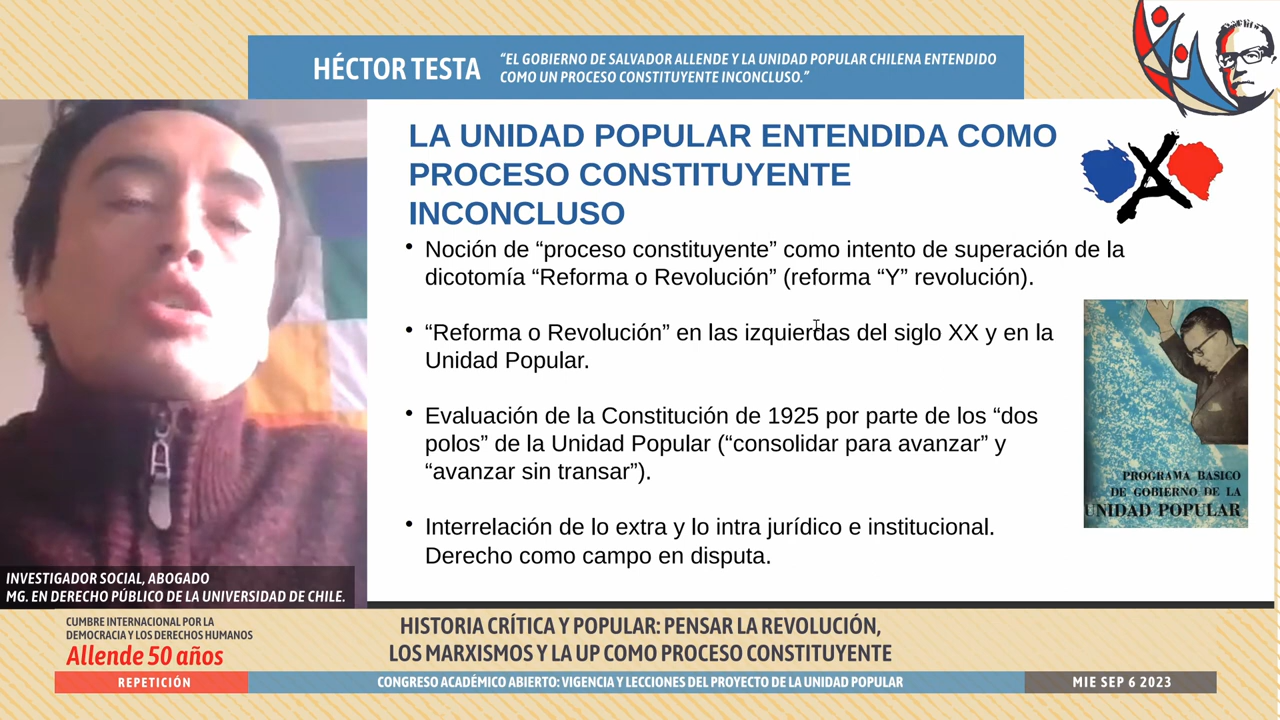 HÉCTOR TESTA
“EL GOBIERNO DE SALVADOR ALLENDE Y LA UNIDAD POPULAR CHILENA ENTENDIDO
COMO UN PROCESO CONSTITUYENTE INCONCLUSO.”
LA UNIDAD POPULAR ENTENDIDA COMO
PROCESO CONSTITUYENTE
INCONCLUSO
• Noción de “proceso constituyente” como intento de superación de la
dicotomía “Reforma o Revolución” (reforma “Y” revolución).
• “Reforma o Revolución” en las izquierdas del siglo XX y en la
Unidad Popular.
• Evaluación de la Constitución de 1925 por parte de los “dos
polos” de la Unidad Popular (“consolidar para avanzar” y
“avanzar sin transar”).
• Interrelación de lo extra y lo intra jurídico e institucional.
Derecho como campo en disputa.
PROGRAMA BASICO
DE GOBIERNO DE LA
UNIDAD POPULAR
INVESTIGADOR SOCIAL, ABOGADO
MG. EN DERECHO PÚBLICO DE LA UNIVERSIDAD DE CHILE.
CUMBRE INTERNACIONAL POR LA
DEMOCRACIA Y LOS DERECHOS HUMANOS
Allende 50 años
REPETICIÓN
HISTORIA CRÍTICA Y POPULAR: PENSAR LA REVOLUCIÓN,
LOS MARXISMOS Y LA UP COMO PROCESO CONSTITUYENTE
CONGRESO ACADÉMICO ABIERTO: VIGENCIA Y LECCIONES DEL PROYECTO DE LA UNIDAD POPULAR
MIE SEP 6 2023